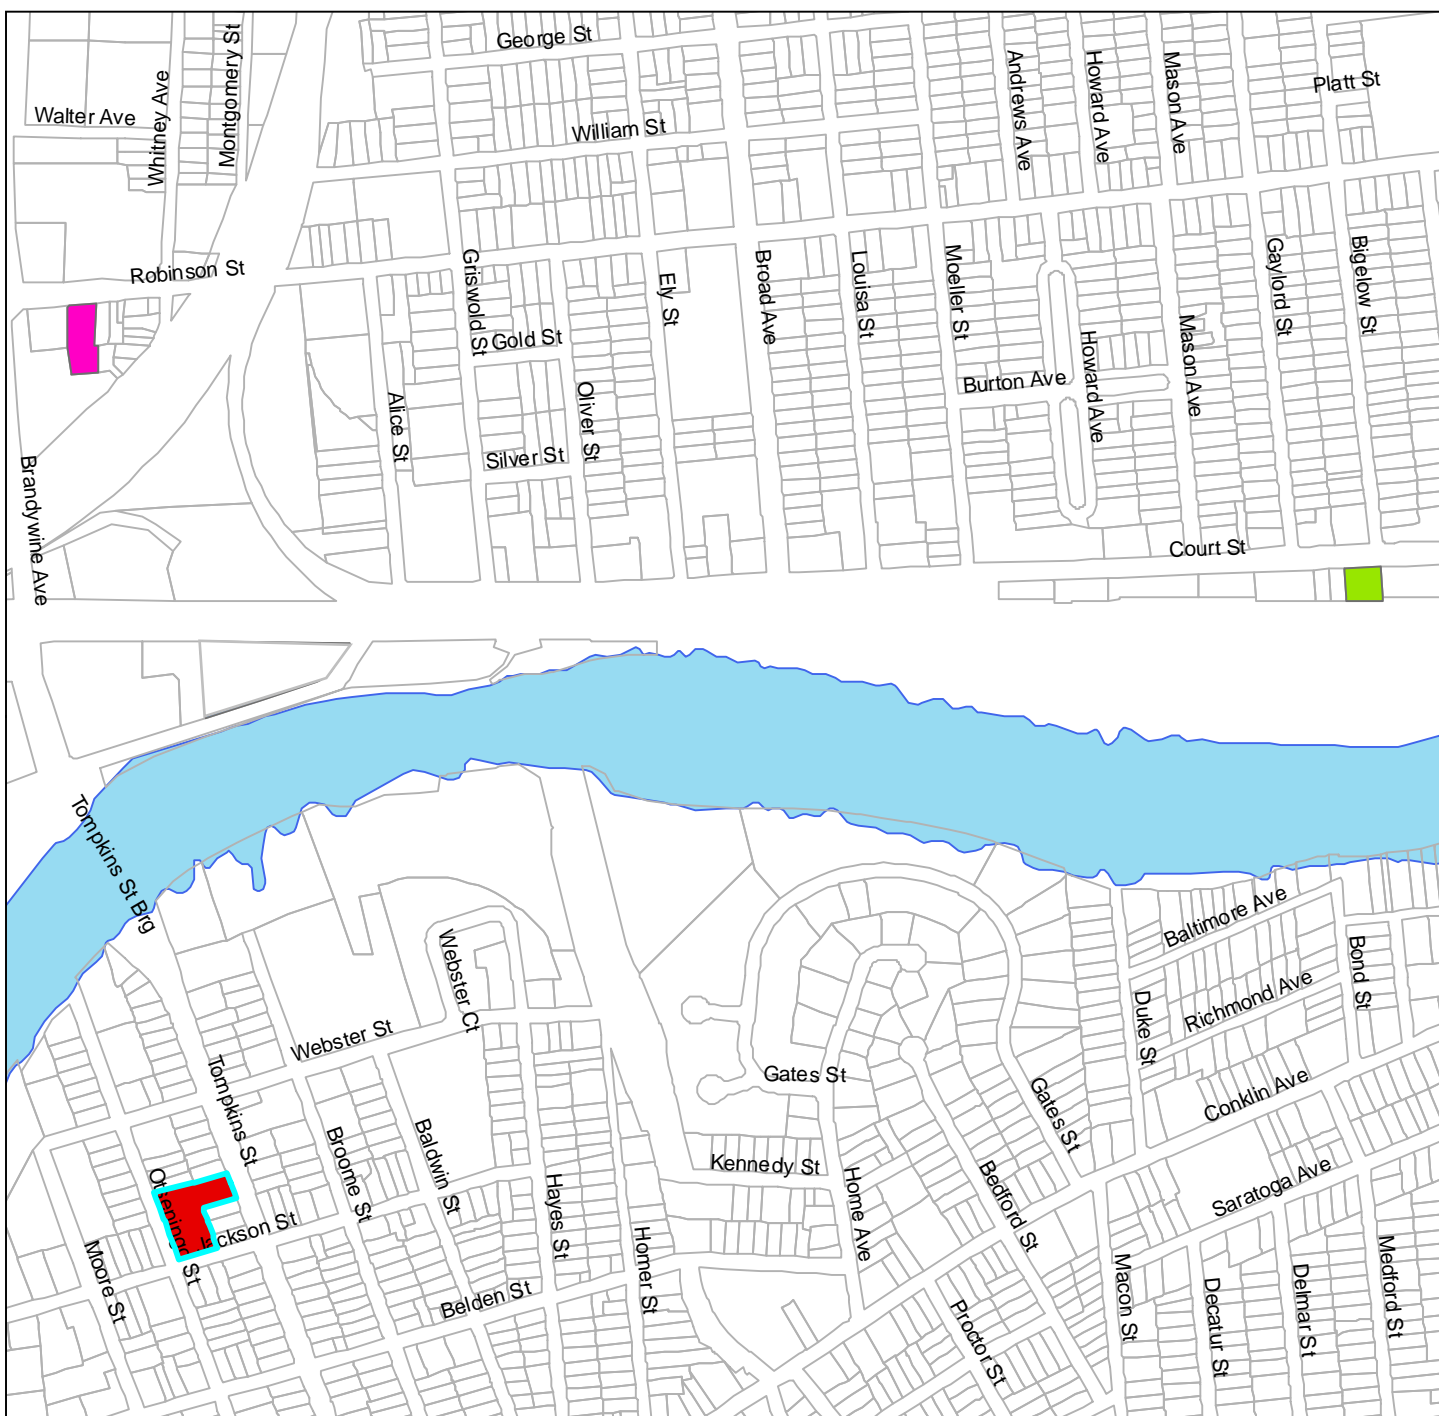 George St
Walter Ave
Whitney Ave
Montgomery St
William St
Andrews Ave
Howard Ave
Mason Ave
Platt St
Robinson St
Griswold St
Gold St
Ely St
Broad Ave
Louisa St
Moeller St
Gaylord St
Bigelow St
Howard Ave
Mason Ave
Burton Ave
Alice St
Oliver St
Silver St
Brandywine Ave
Court St
Tompkins St Brg
Webster Ct
Webster St
Baltimore Ave
Bond St
Richmond Ave
Duke St
Conklin Ave
Gates St
Gates St
Tompkins St
Broome St
Baldwin St
Kennedy St
Home Ave
Bedford St
Saratoga Ave
Hayes St
Homer St
ckson St
St
Moore St
Belden St
Proctor St
Macon St
Decatur St
Delmar St
Medford St